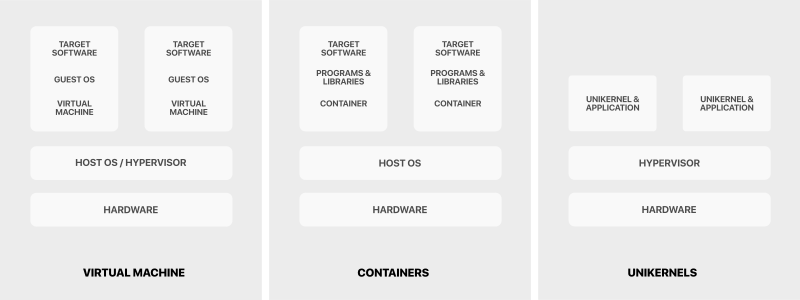 TARGET
SOFTWARE
GUEST OS
VIRTUAL
MACHINE
TARGET
SOFTWARE
GUEST OS
VIRTUAL
MACHINE
HOST OS / HYPERVISOR
HARDWARE
VIRTUAL MACHINE
TARGET
SOFTWARE
PROGRAMS &
LIBRARIES
CONTAINER
TARGET
SOFTWARE
PROGRAMS &
LIBRARIES
CONTAINER
HOST OS
HARDWARE
CONTAINERS
UNIKERNEL &
APPLICATION
UNIKERNEL &
APPLICATION
HYPERVISOR
HARDWARE
UNIKERNELS